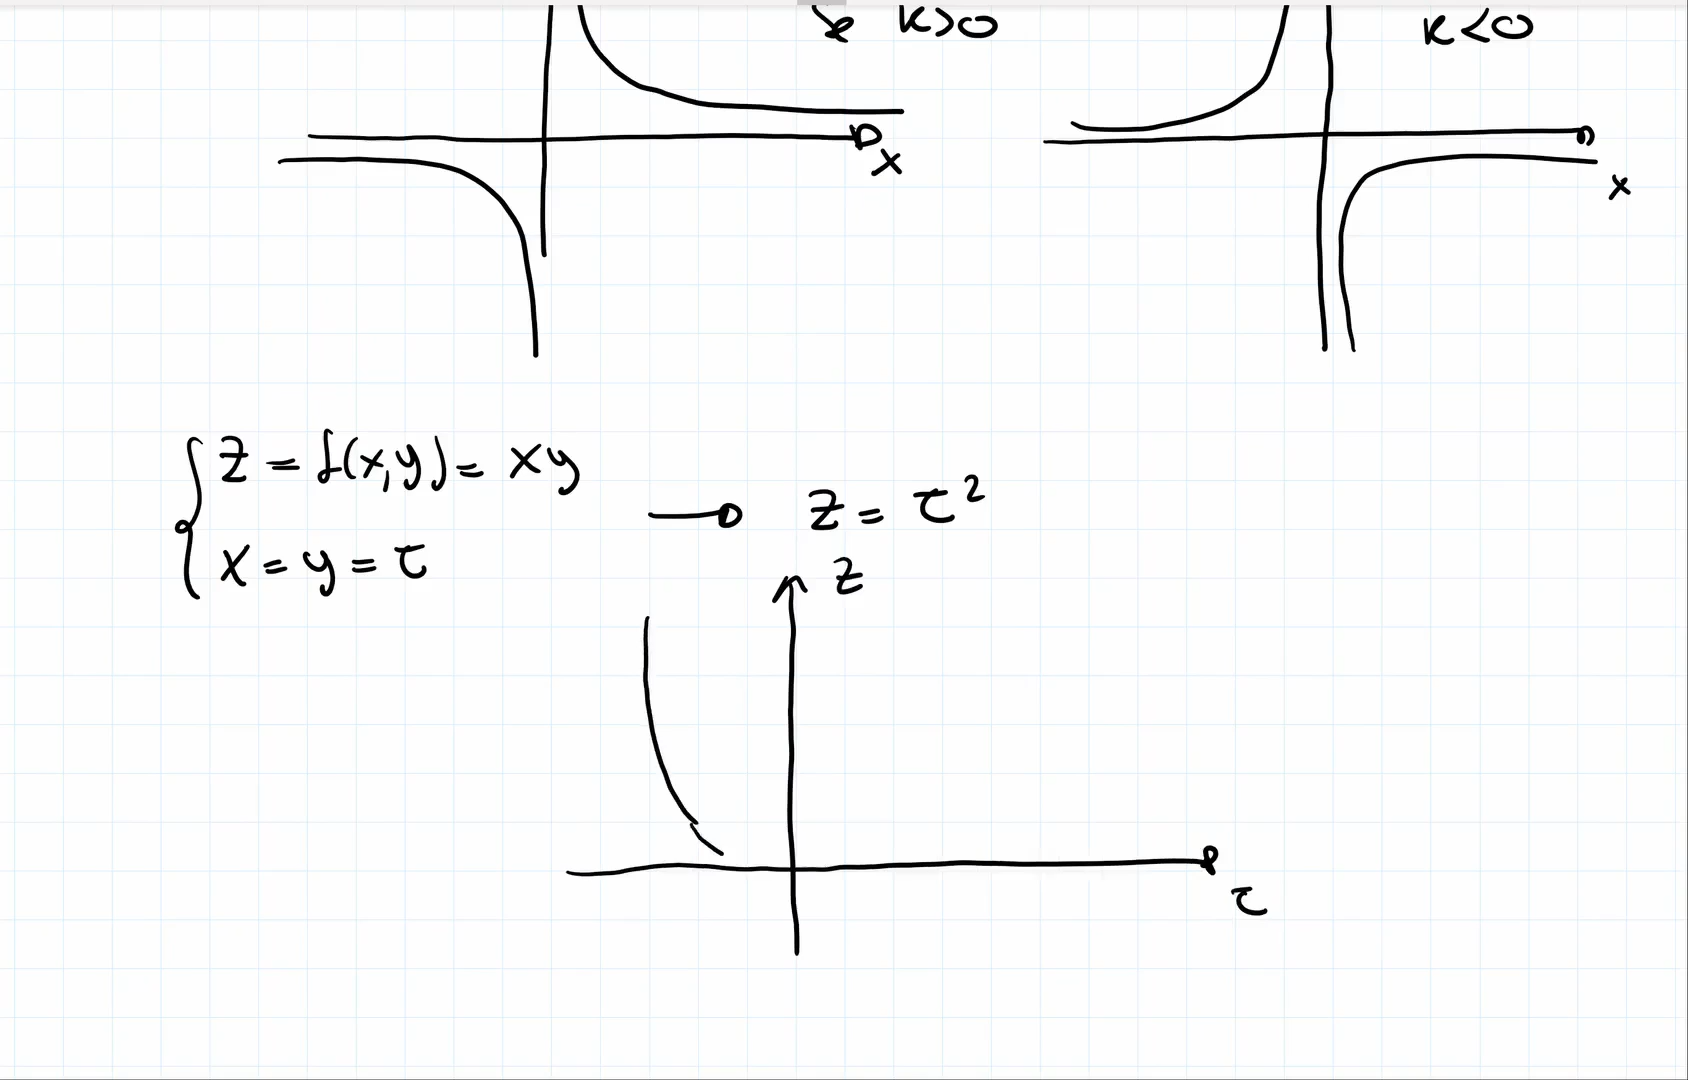 k>0
k<0
x
x
z = f(x,y) = xy
z = τ²
x = y = τ
z
τ